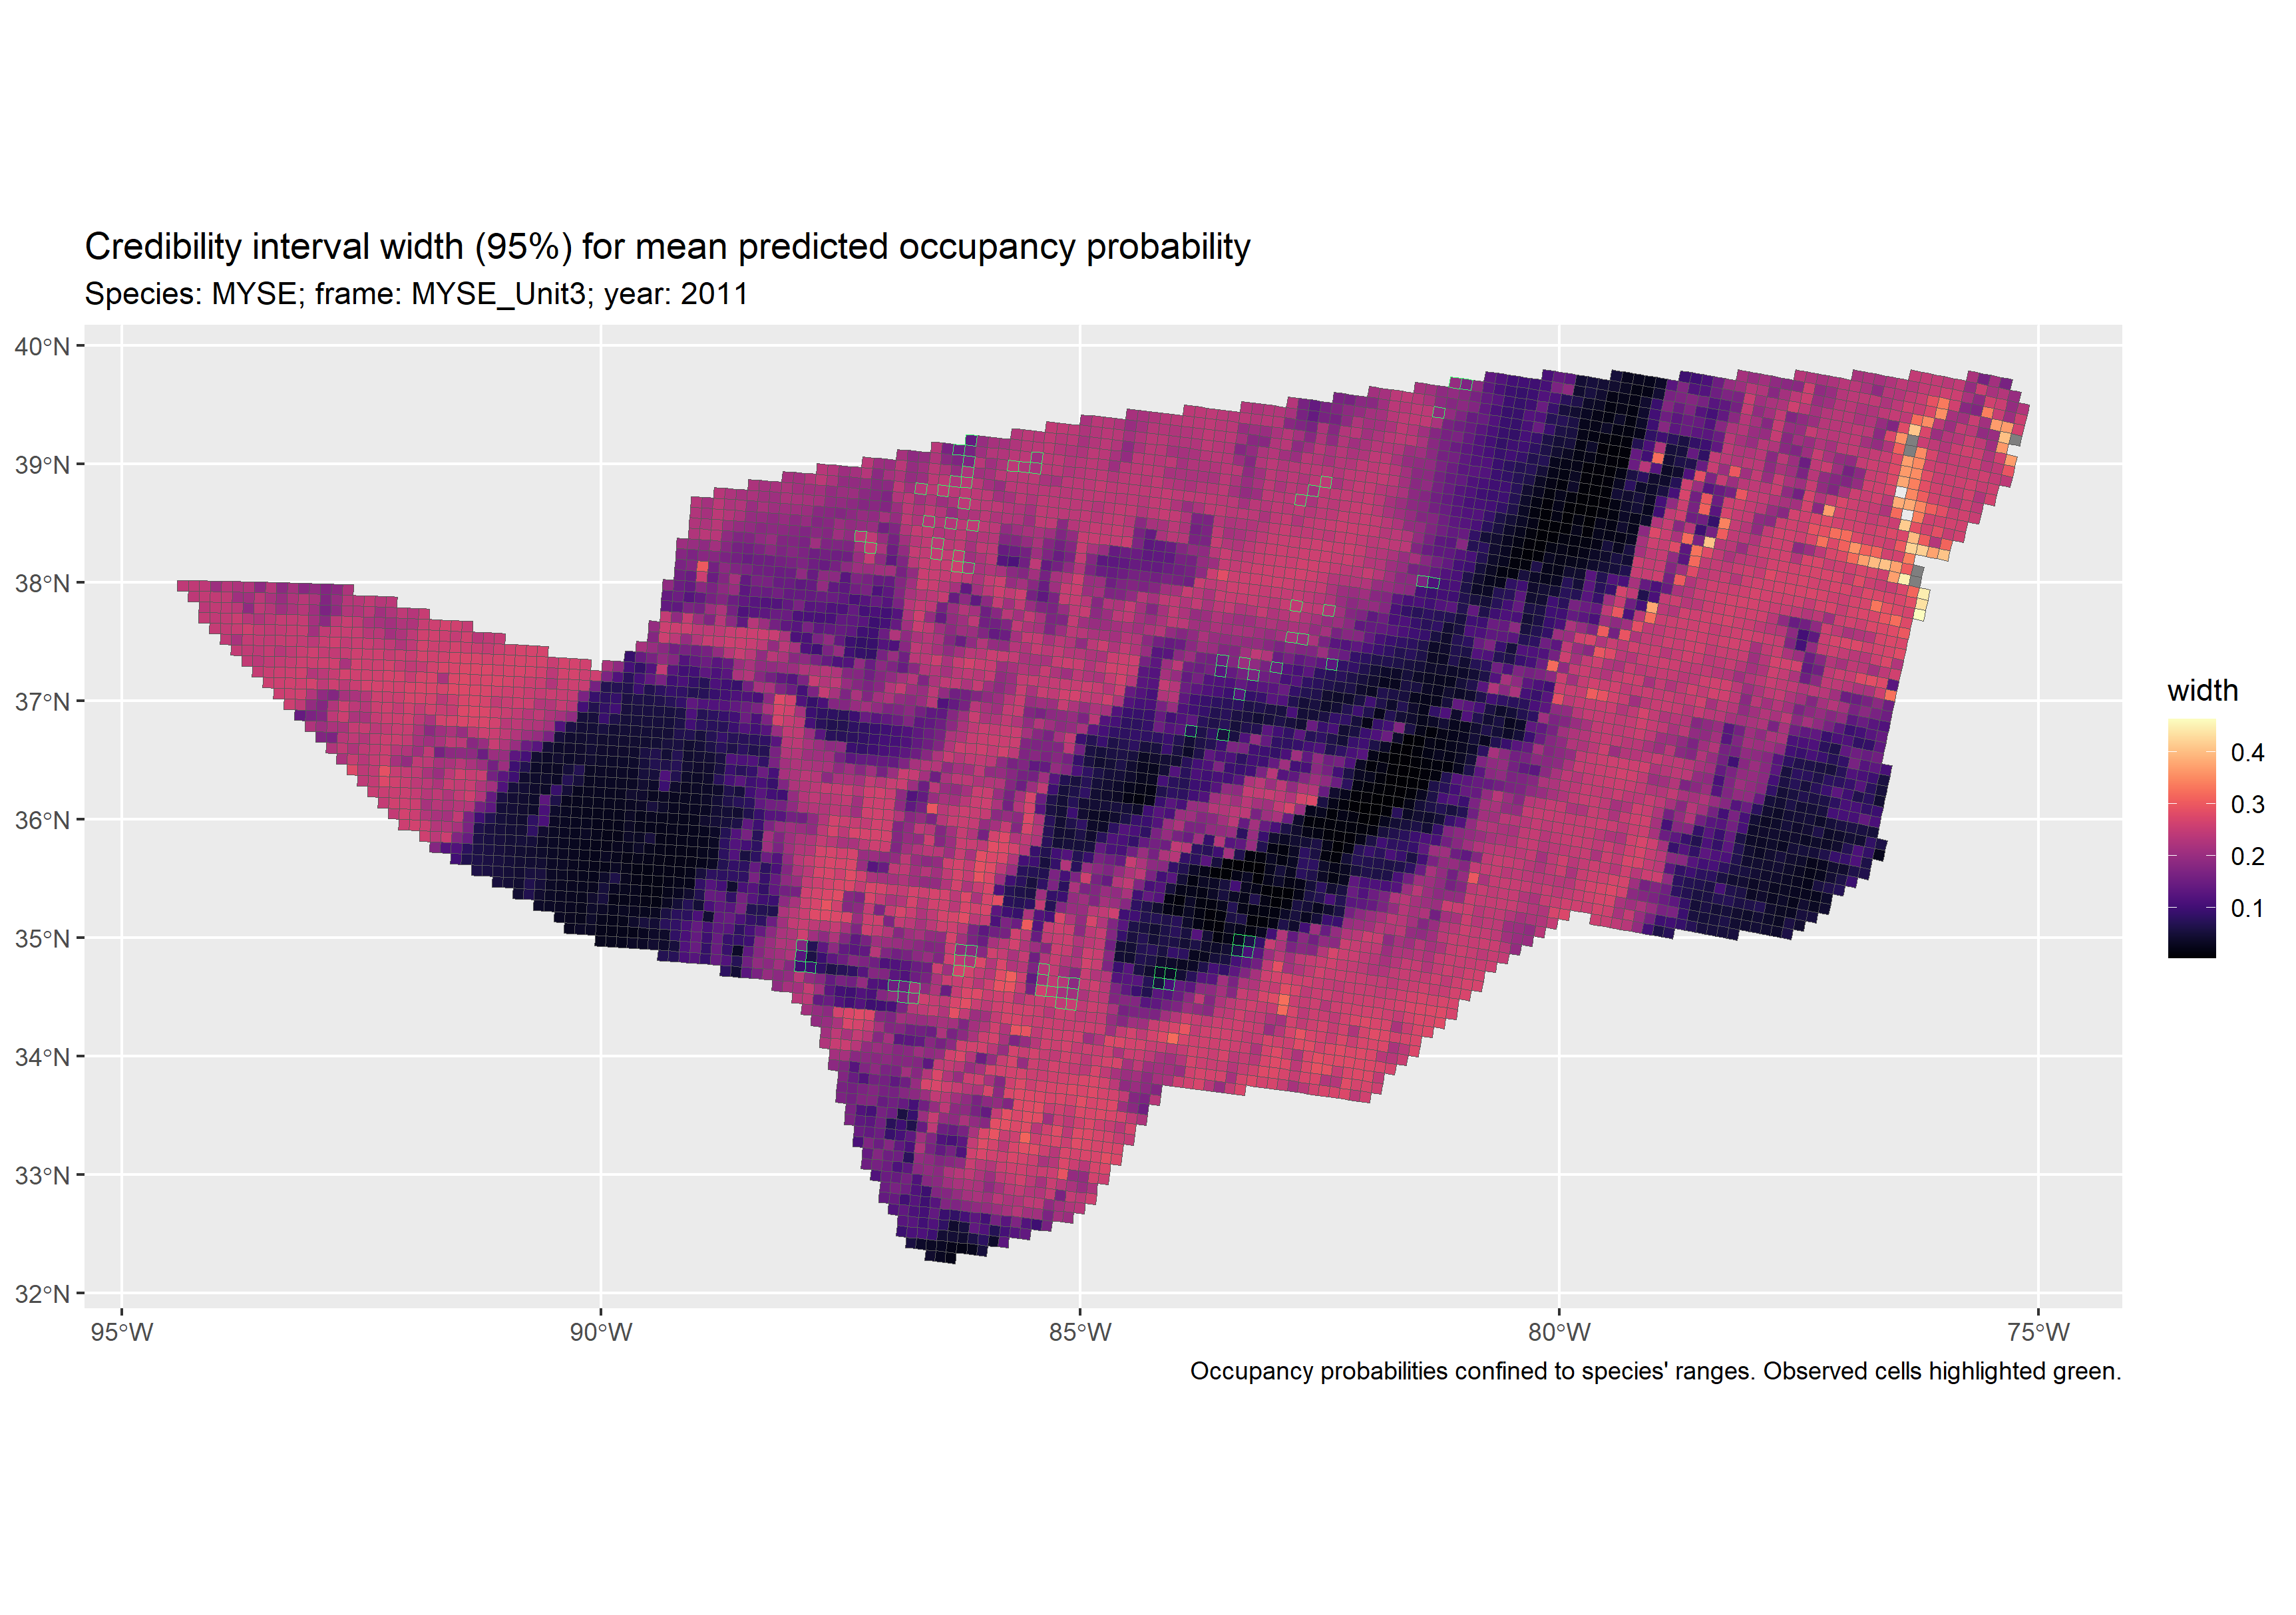 Credibility interval width (95%) for mean predicted occupancy probability
Species: MYSE; frame: MYSE_Unit3; year: 2011
40°N
39°N
38°N
37°N
36°N
35°N
34°N
33°N
32°N
95°W
90°W
85°W
80°W
75°W
width
0.4
0.3
0.2
0.1
Occupancy probabilities confined to species' ranges. Observed cells highlighted green.